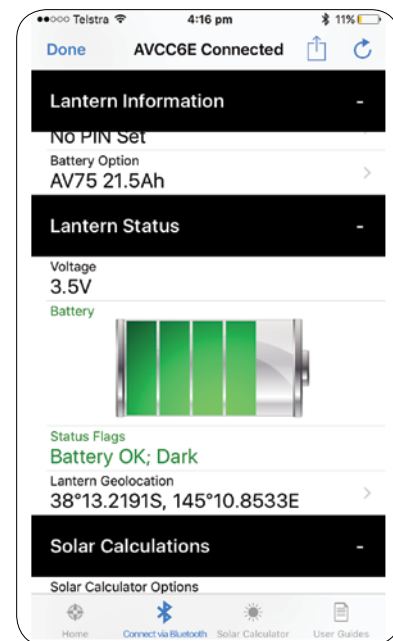 Telstra 4:16 pm 11%
Done AVCC6E Connected
Lantern Information -
No PIN Set
Battery Option
AV75 21.5Ah
Lantern Status -
Voltage
3.5V
Battery
Status Flags
Battery OK; Dark
Lantern Geolocation
38°13.2191S, 145°10.8533E
Solar Calculations -
Solar Calculator Options
Home Connect via Bluetooth Solar Calculator User Guides